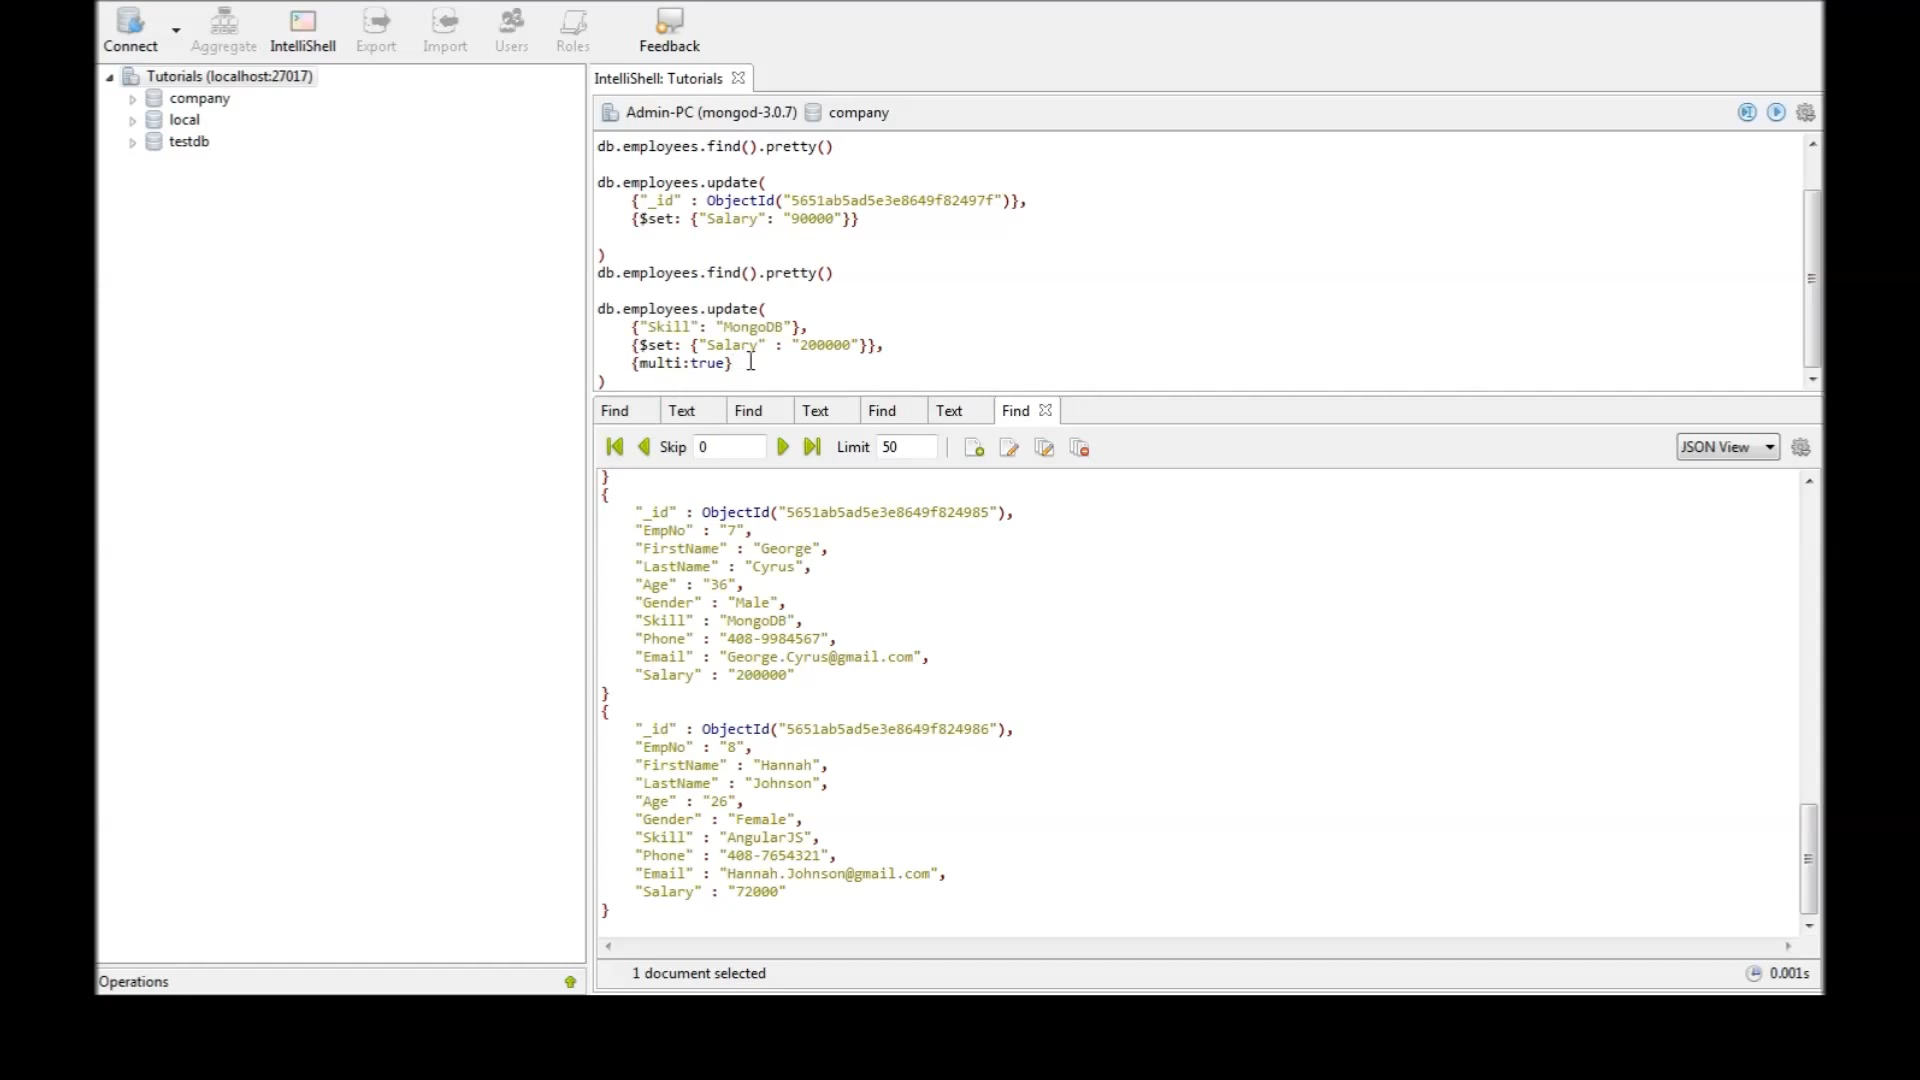 Connect
Aggregate
IntelliShell
Export
Import
Users
Roles
Feedback
Tutorials (localhost:27017)
company
local
testdb
IntelliShell: Tutorials
Admin-PC (mongod-3.0.7) company
db.employees.find().pretty()
db.employees.update(
{"_id" : ObjectId("5651ab5ad5e3e8649f82497f")},
{$set: {"Salary": "90000"}}
)
db.employees.find().pretty()
db.employees.update(
{"Skill": "MongoDB"},
{$set: {"Salary" : "200000"}},
{multi:true}
)
Find Text Find Text Find Text Find
Skip 0 Limit 50 JSON View
}
{
"_id" : ObjectId("5651ab5ad5e3e8649f824985"),
"EmpNo" : "7",
"FirstName" : "George",
"LastName" : "Cyrus",
"Age" : "36",
"Gender" : "Male",
"Skill" : "MongoDB",
"Phone" : "408-9984567",
"Email" : "George.Cyrus@gmail.com",
"Salary" : "200000"
}
{
"_id" : ObjectId("5651ab5ad5e3e8649f824986"),
"EmpNo" : "8",
"FirstName" : "Hannah",
"LastName" : "Johnson",
"Age" : "26",
"Gender" : "Female",
"Skill" : "AngularJS",
"Phone" : "408-7654321",
"Email" : "Hannah.Johnson@gmail.com",
"Salary" : "72000"
}
Operations
1 document selected
0.001s